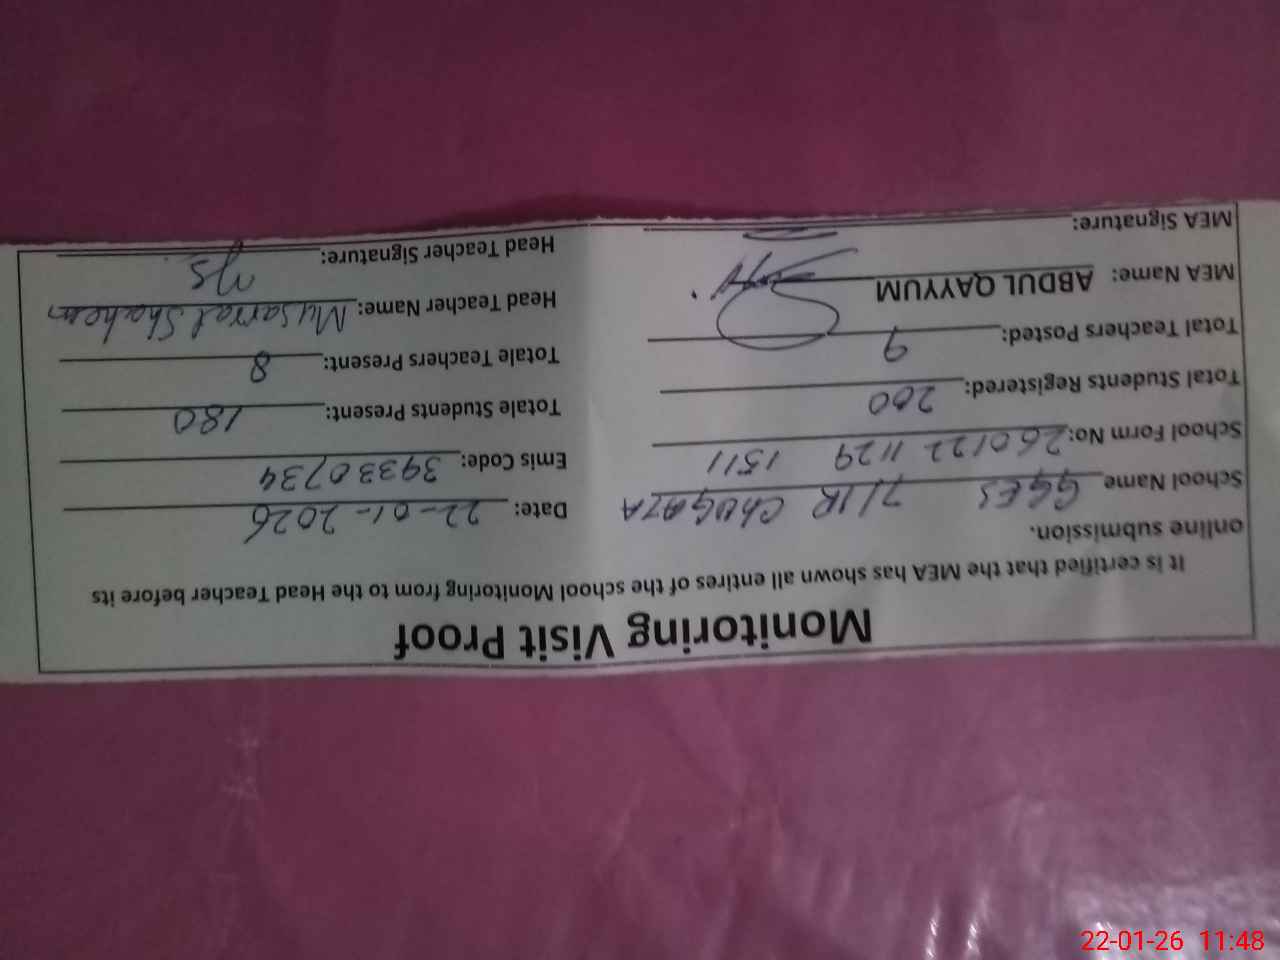 Monitoring Visit Proof
It is certified that the MEA has shown all entires of the school Monitoring from to the Head Teacher before its
online submission.
School Name GGES 7/1R CHUGATA Date: 22-01-2026
School Form No: 260122 1129 1511 Emis Code: 39330734
Total Students Registered: 200 Totale Students Present: 180
Total Teachers Posted: 9 Totale Teachers Present: 8
MEA Name: ABDUL QAYYUM Head Teacher Name: Musarrat Shaheen
MEA Signature: Head Teacher Signature:
22-01-26 11:48